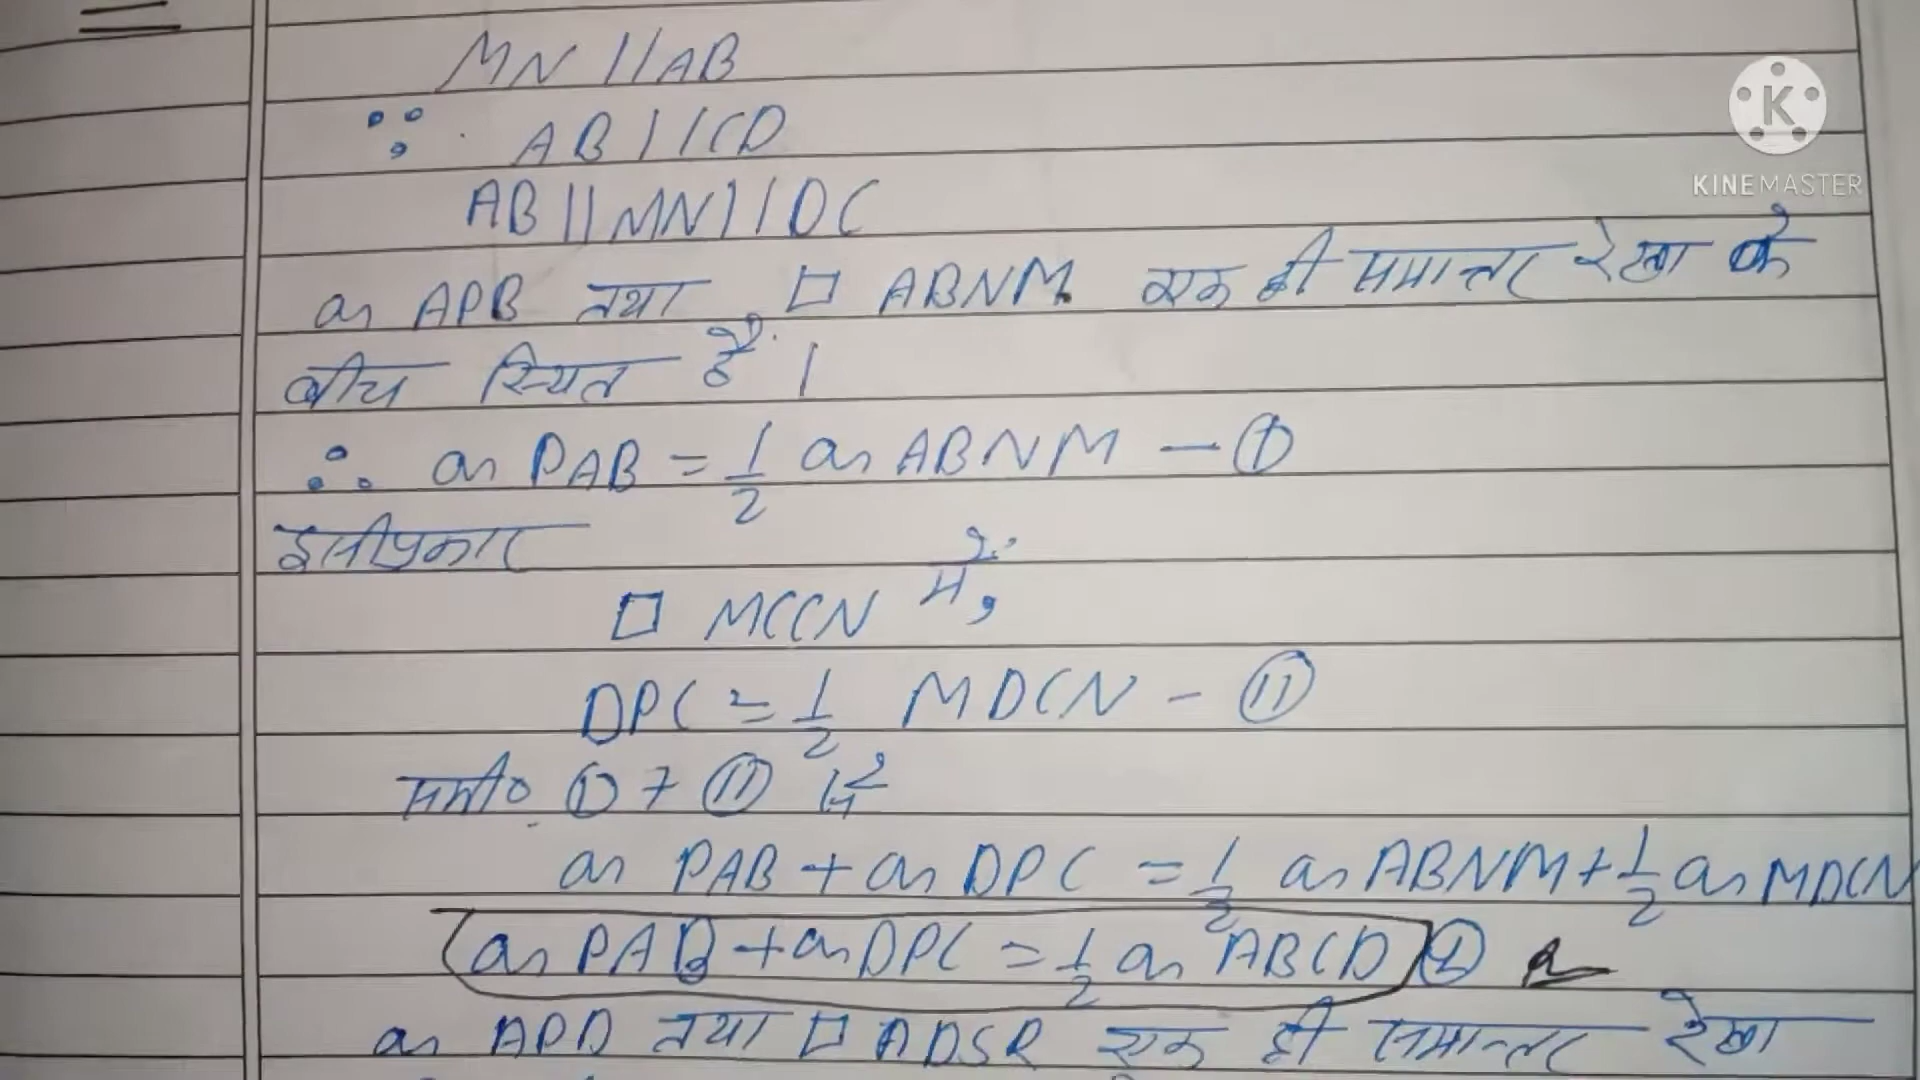 MN || AB
∵ AB || CD
AB || MN || DC
ar APB तथा □ ABNM एक ही समान्तर रेखा के
बीच स्थित हैं।
∴ ar PAB = 1/2 ar ABNM — ①
इसीप्रकार
□ MCCN में,
DPC = 1/2 MDCN - ⑪
समी० ① + ⑪ से
ar PAB + ar DPC = 1/2 ar ABNM + 1/2 ar MDCN
ar PAB + ar DPC = 1/2 ar ABCD
ar APD तथा □ ADSR एक ही समान्तर रेखा
K
KINEMASTER